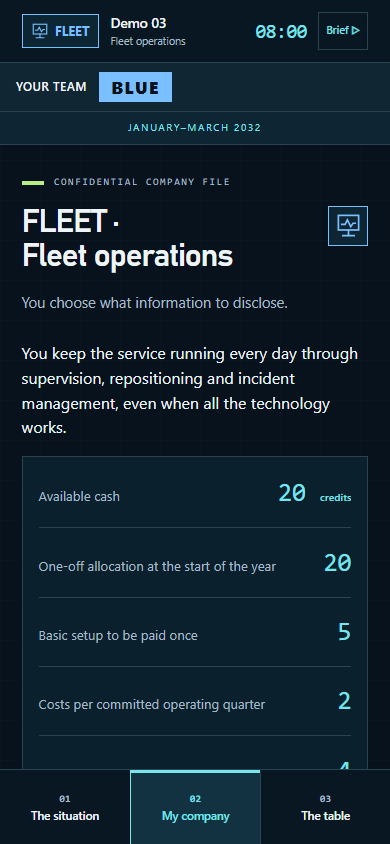 FLEET
Demo 03
Fleet operations
08:00
Brief
YOUR TEAM
BLUE
JANUARY–MARCH 2032
CONFIDENTIAL COMPANY FILE
FLEET ·
Fleet operations
You choose what information to disclose.
You keep the service running every day through
supervision, repositioning and incident
management, even when all the technology
works.
Available cash 20 credits
One-off allocation at the start of the year 20
Basic setup to be paid once 5
Costs per committed operating quarter 2
01
The situation
02
My company
03
The table